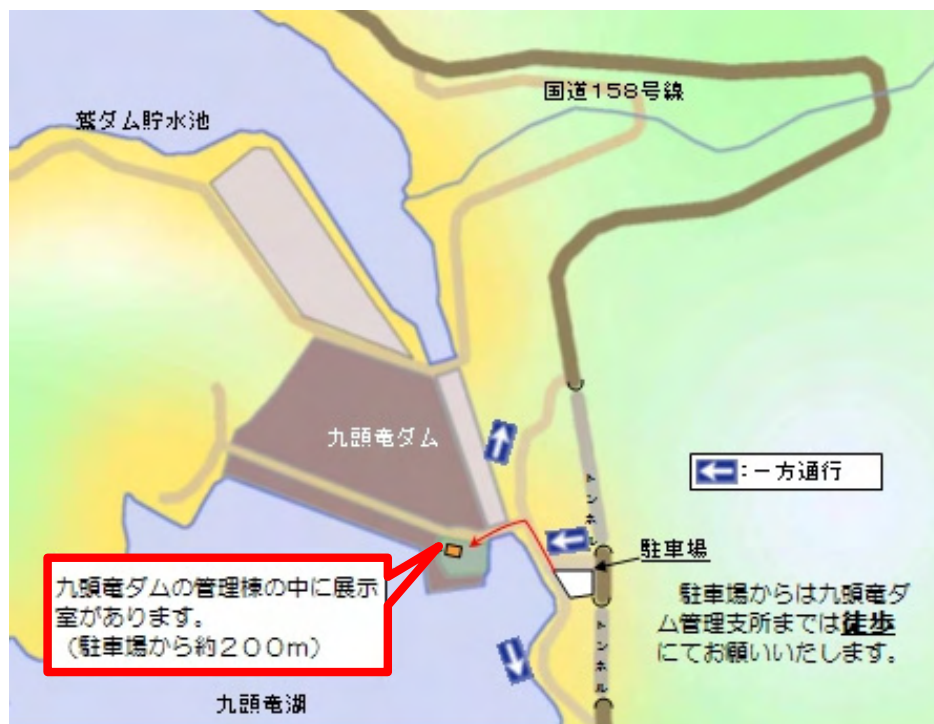 国道158号線
鷲ダム貯水池
九頭竜ダム
：一方通行
トンネル
駐車場
九頭竜ダムの管理棟の中に展示
室があります。
（駐車場から約２００ｍ）
駐車場からは九頭竜ダ
ム管理支所までは徒歩
にてお願いいたします。
トンネル
九頭竜湖